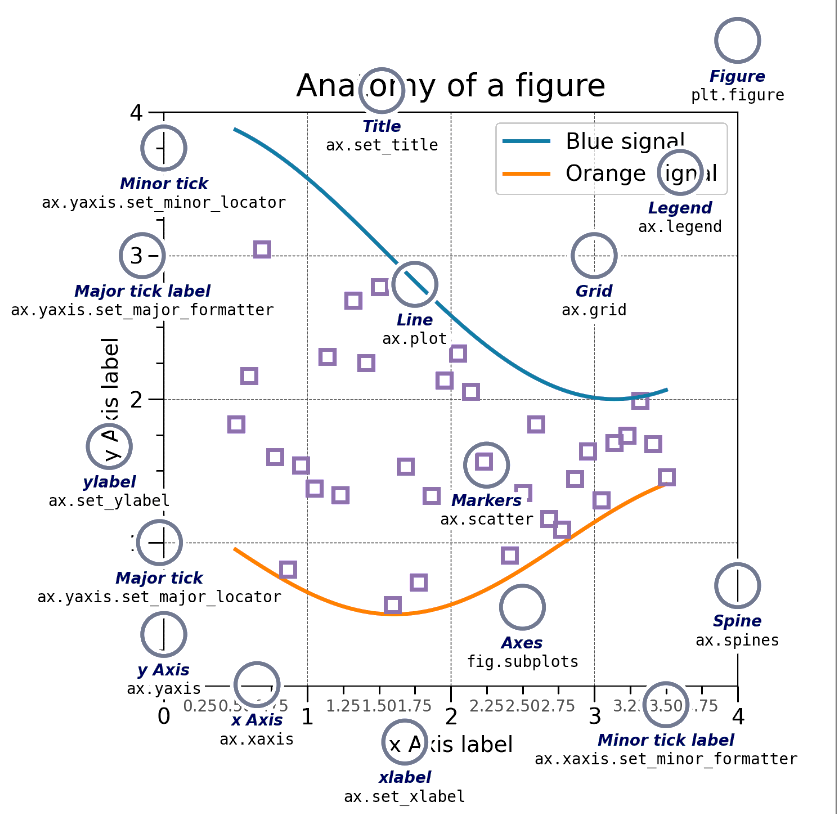 Figure
plt.figure
Anatomy of a figure
Title
ax.set_title
4
Blue signal
Orange signal
Minor tick
ax.yaxis.set_minor_locator
Legend
ax.legend
3
Major tick label
ax.yaxis.set_major_formatter
Grid
ax.grid
Line
ax.plot
y Axis label
2
ylabel
ax.set_ylabel
Markers
ax.scatter
Major tick
ax.yaxis.set_major_locator
Axes
fig.subplots
Spine
ax.spines
y Axis
ax.yaxis
0 0.25 1 1.25 1.50 1.75 2 2.25 2.50 2.75 3 3.50 4
x Axis
ax.xaxis
Minor tick label
ax.xaxis.set_minor_formatter
x Axis label
xlabel
ax.set_xlabel